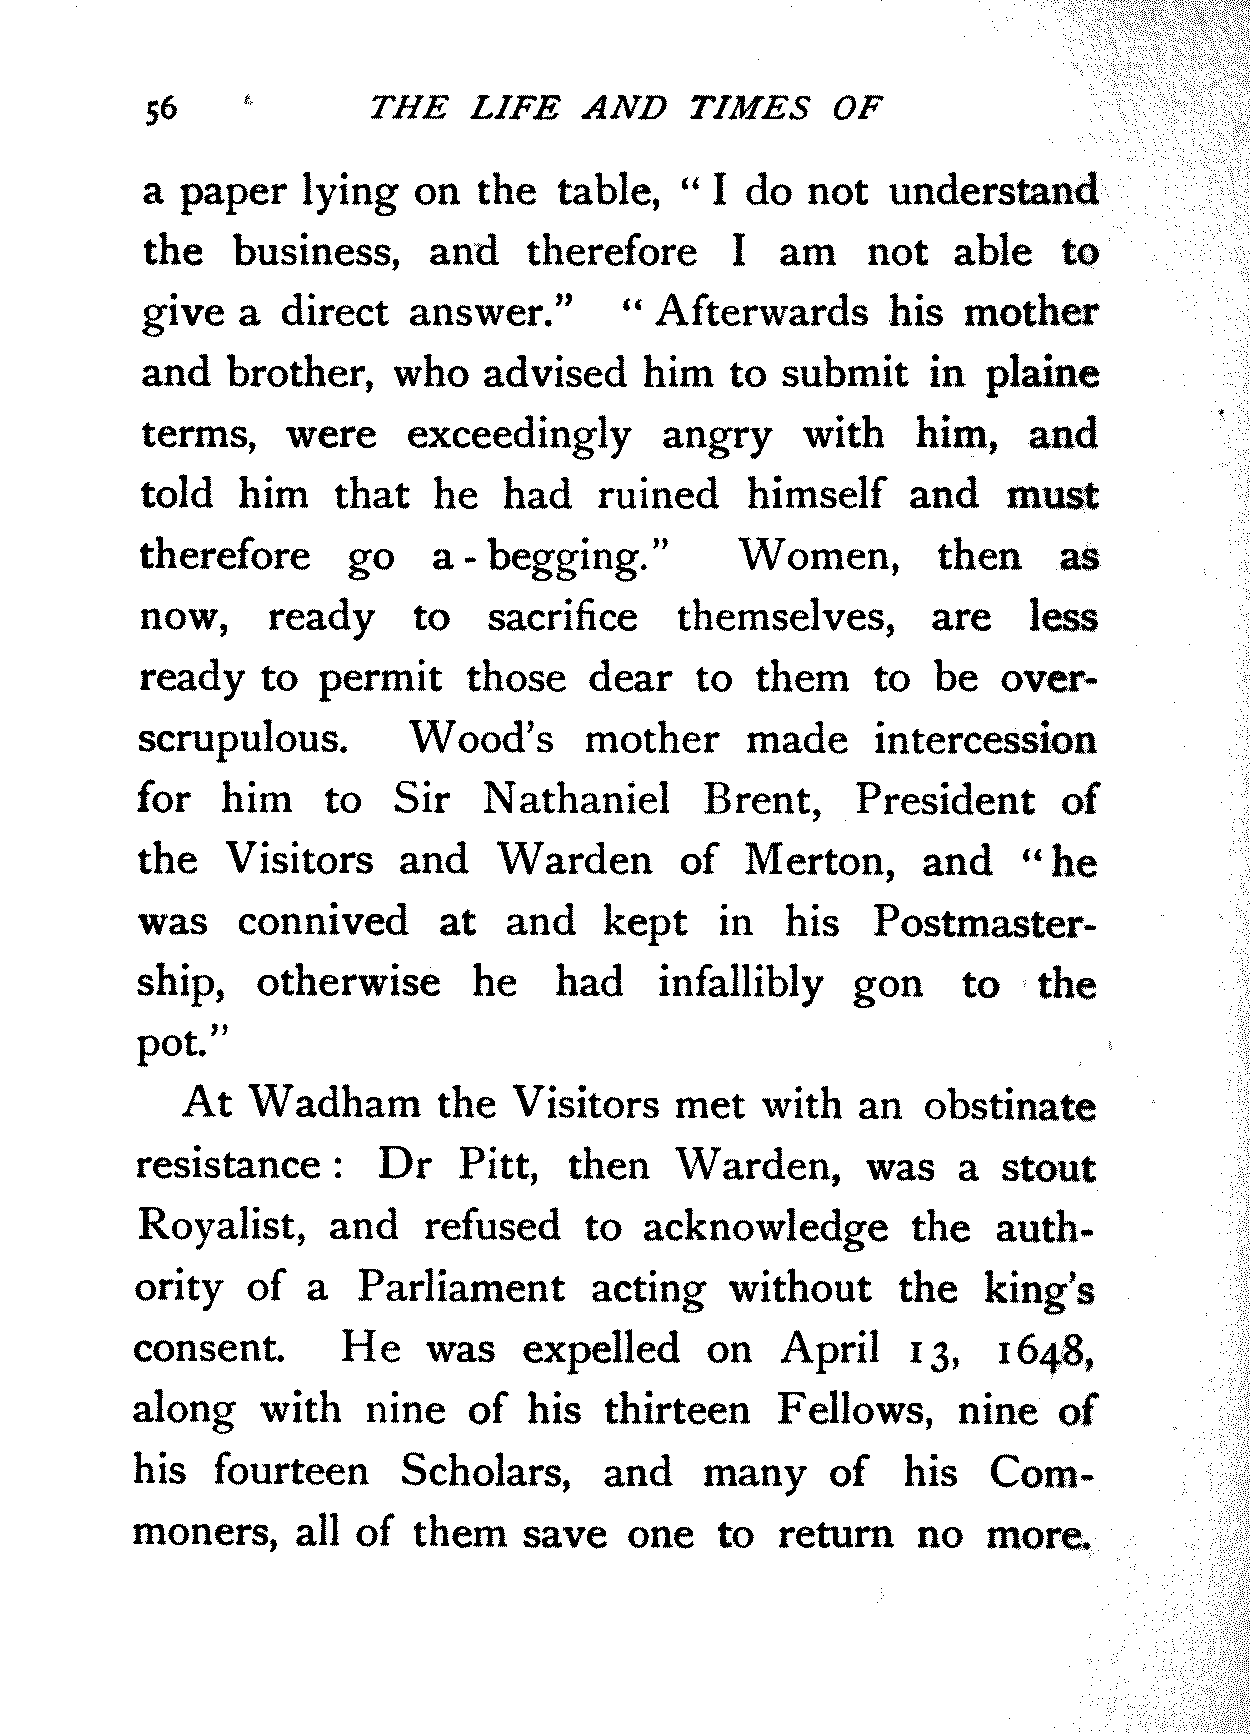 56 THE LIFE AND TIMES OF
a paper lying on the table, “ I do not understand
the business, and therefore I am not able to
give a direct answer.” “ Afterwards his mother
and brother, who advised him to submit in plaine
terms, were exceedingly angry with him, and
told him that he had ruined himself and must
therefore go a - begging.” Women, then as
now, ready to sacrifice themselves, are less
ready to permit those dear to them to be over-
scrupulous. Wood’s mother made intercession
for him to Sir Nathaniel Brent, President of
the Visitors and Warden of Merton, and “ he
was connived at and kept in his Postmaster-
ship, otherwise he had infallibly gon to the
pot.”
At Wadham the Visitors met with an obstinate
resistance : Dr Pitt, then Warden, was a stout
Royalist, and refused to acknowledge the auth-
ority of a Parliament acting without the king’s
consent. He was expelled on April 13, 1648,
along with nine of his thirteen Fellows, nine of
his fourteen Scholars, and many of his Com-
moners, all of them save one to return no more.